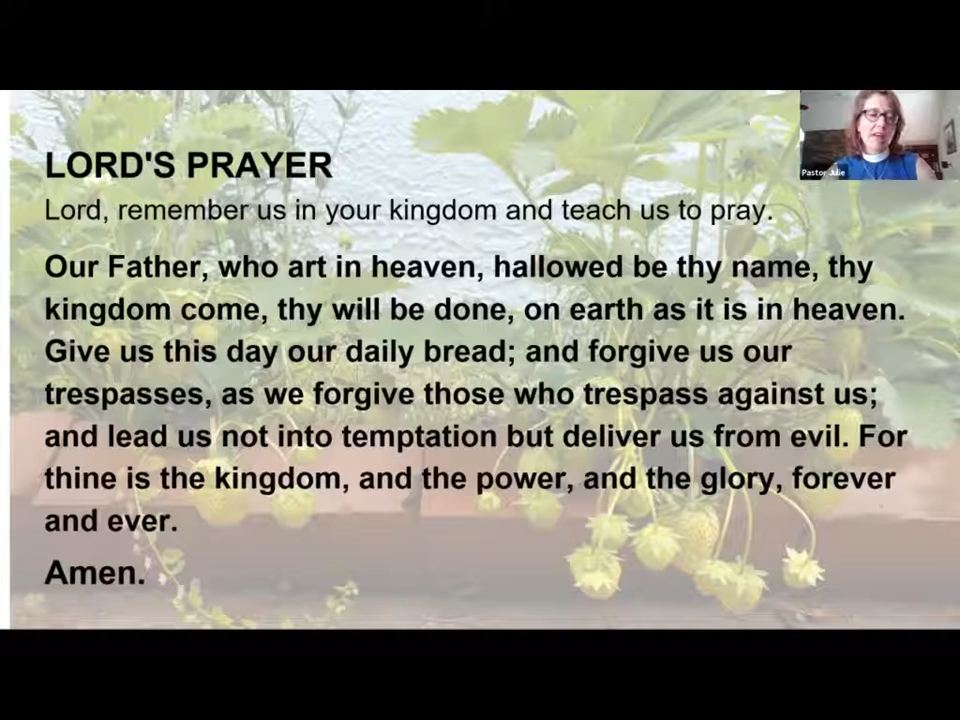 LORD'S PRAYER
Pastor Julie
Lord, remember us in your kingdom and teach us to pray.
Our Father, who art in heaven, hallowed be thy name, thy
kingdom come, thy will be done, on earth as it is in heaven.
Give us this day our daily bread; and forgive us our
trespasses, as we forgive those who trespass against us;
and lead us not into temptation but deliver us from evil. For
thine is the kingdom, and the power, and the glory, forever
and ever.
Amen.